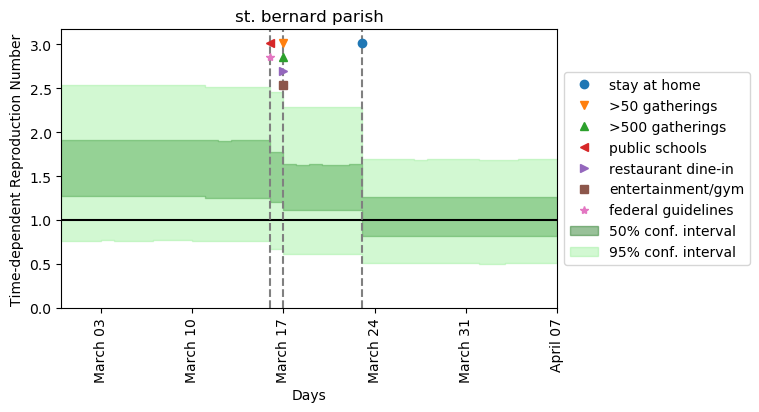 st. bernard parish
Time-dependent Reproduction Number
3.0
2.5
2.0
1.5
1.0
0.5
0.0
March 03
March 10
March 17
March 24
March 31
April 07
Days
stay at home
>50 gatherings
>500 gatherings
public schools
restaurant dine-in
entertainment/gym
federal guidelines
50% conf. interval
95% conf. interval